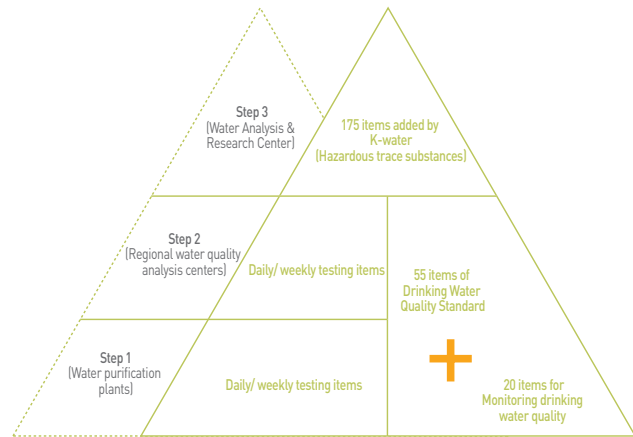 Step 3
(Water Analysis &
Research Center)
175 items added by
K-water
(Hazardous trace substances)
Step 2
(Regional water quality
analysis centers)
Daily/ weekly testing items
55 items of
Drinking Water
Quality Standard
+
Step 1
(Water purification
plants)
Daily/ weekly testing items
20 items for
Monitoring drinking
water quality